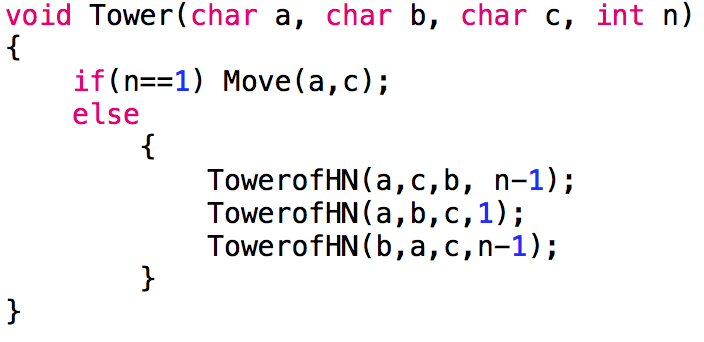 void Tower(char a, char b, char c, int n)
{
    if(n==1) Move(a,c);
    else
        {
            TowerofHN(a,c,b, n-1);
            TowerofHN(a,b,c,1);
            TowerofHN(b,a,c,n-1);
        }
}